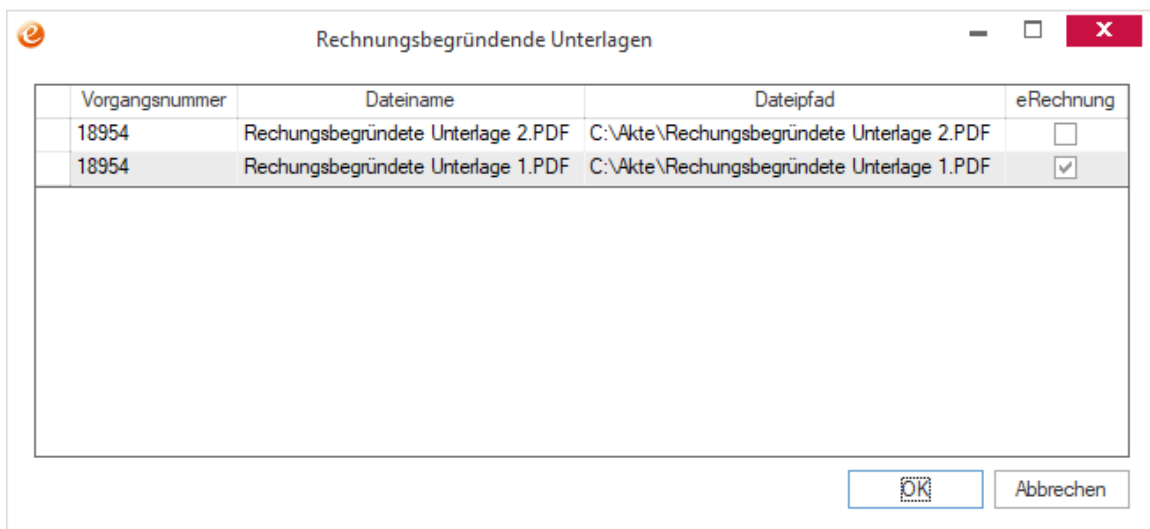 Rechnungsbegründende Unterlagen
Vorgangsnummer Dateiname Dateipfad eRechnung
18954 Rechungsbegründete Unterlage 2.PDF C:\Akte\Rechungsbegründete Unterlage 2.PDF
18954 Rechungsbegründete Unterlage 1.PDF C:\Akte\Rechungsbegründete Unterlage 1.PDF
OK Abbrechen